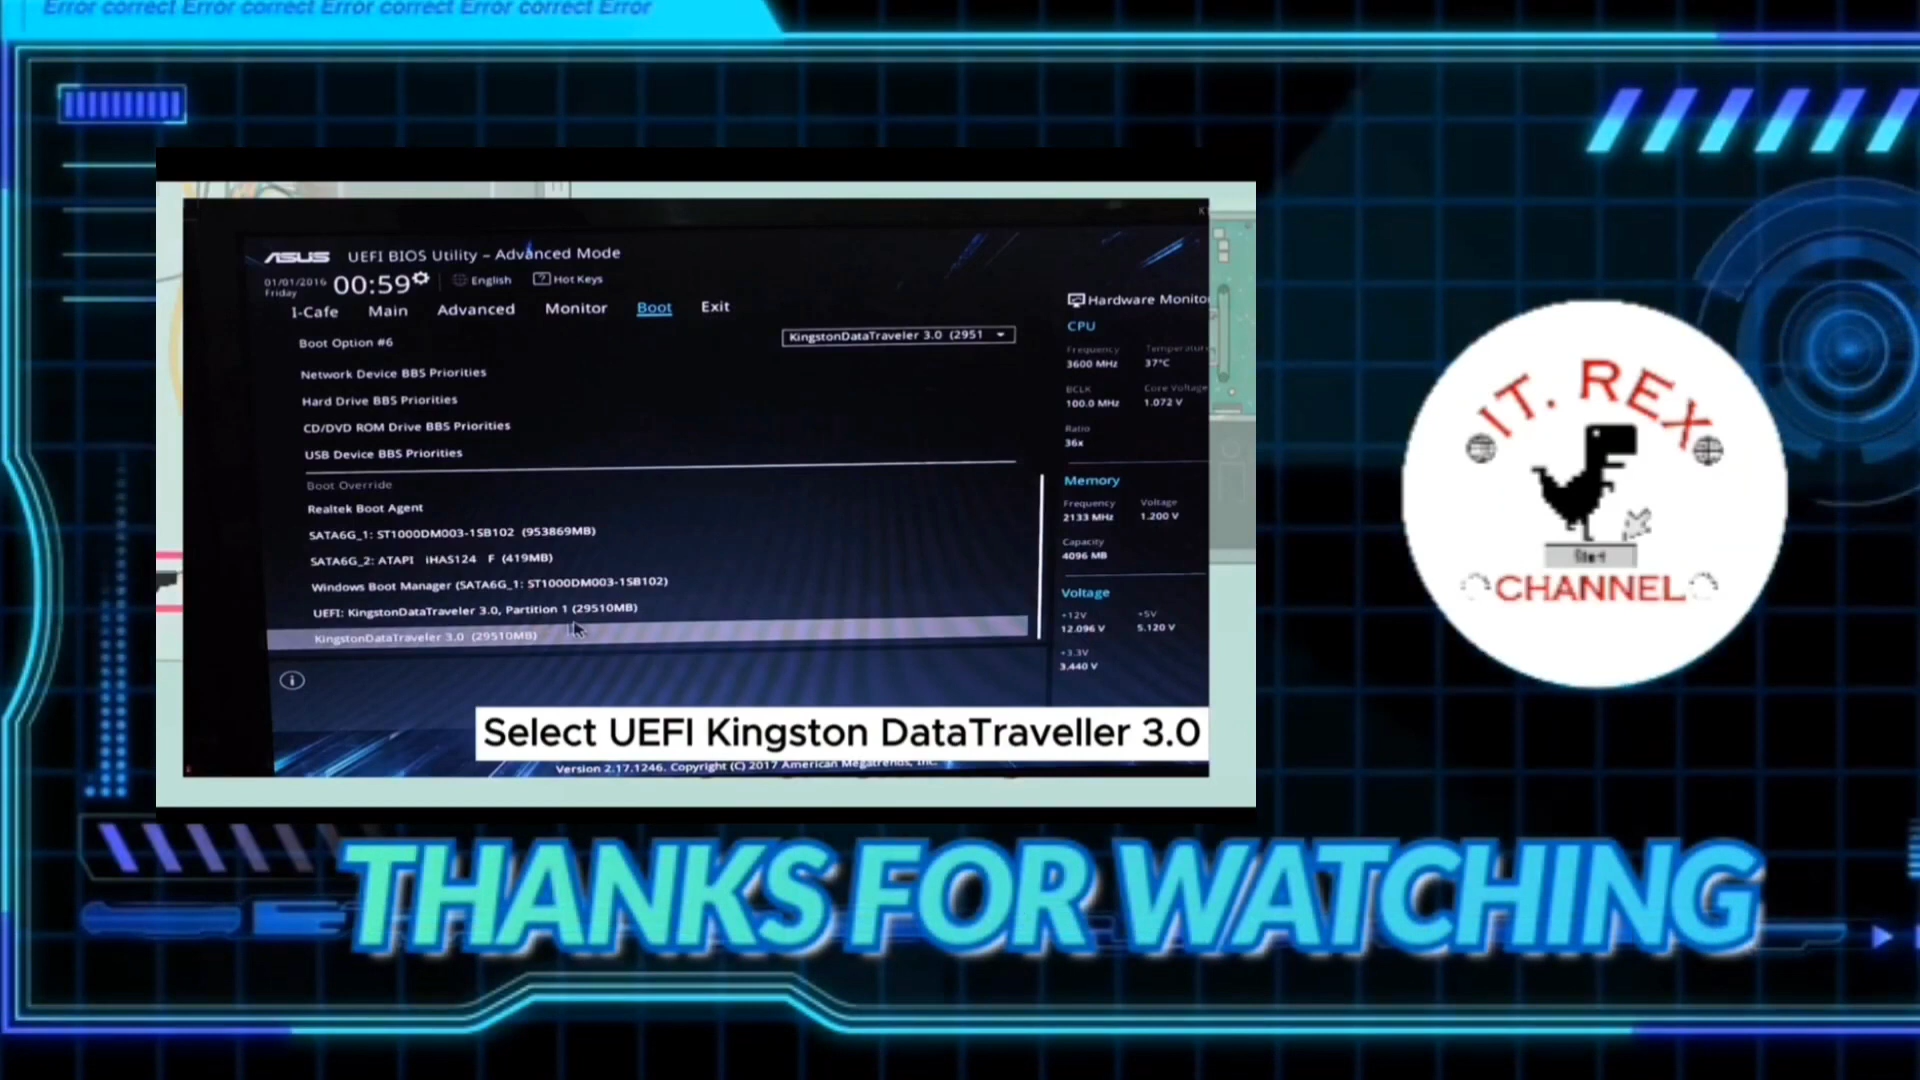 Error correct Error correct Error correct Error correct Error
ASUS UEFI BIOS Utility – Advanced Mode
01/01/2016
Friday
00:59
English
Hot Keys
I-Cafe Main Advanced Monitor Boot Exit
Boot Option #6
KingstonDataTraveler 3.0 (2951
Network Device BBS Priorities
Hard Drive BBS Priorities
CD/DVD ROM Drive BBS Priorities
USB Device BBS Priorities
Boot Override
Realtek Boot Agent
SATA6G_1: ST1000DM003-1SB102 (953869MB)
SATA6G_2: ATAPI iHAS124 F (419MB)
Windows Boot Manager (SATA6G_1: ST1000DM003-1SB102)
UEFI: KingstonDataTraveler 3.0, Partition 1 (29510MB)
KingstonDataTraveler 3.0 (29510MB)
Hardware Monito
CPU
Frequency Temperature
3600 MHz 37°C
BCLK Core Voltage
100.0 MHz 1.072 V
Ratio
36x
Memory
Frequency Voltage
2133 MHz 1.200 V
Capacity
4096 MB
Voltage
+12V +5V
12.096 V 5.120 V
+3.3V
3.440 V
Select UEFI Kingston DataTraveller 3.0
Version 2.17.1246. Copyright (C) 2017 American Megatrends, Inc.
IT. REX
Start
CHANNEL
THANKS FOR WATCHING